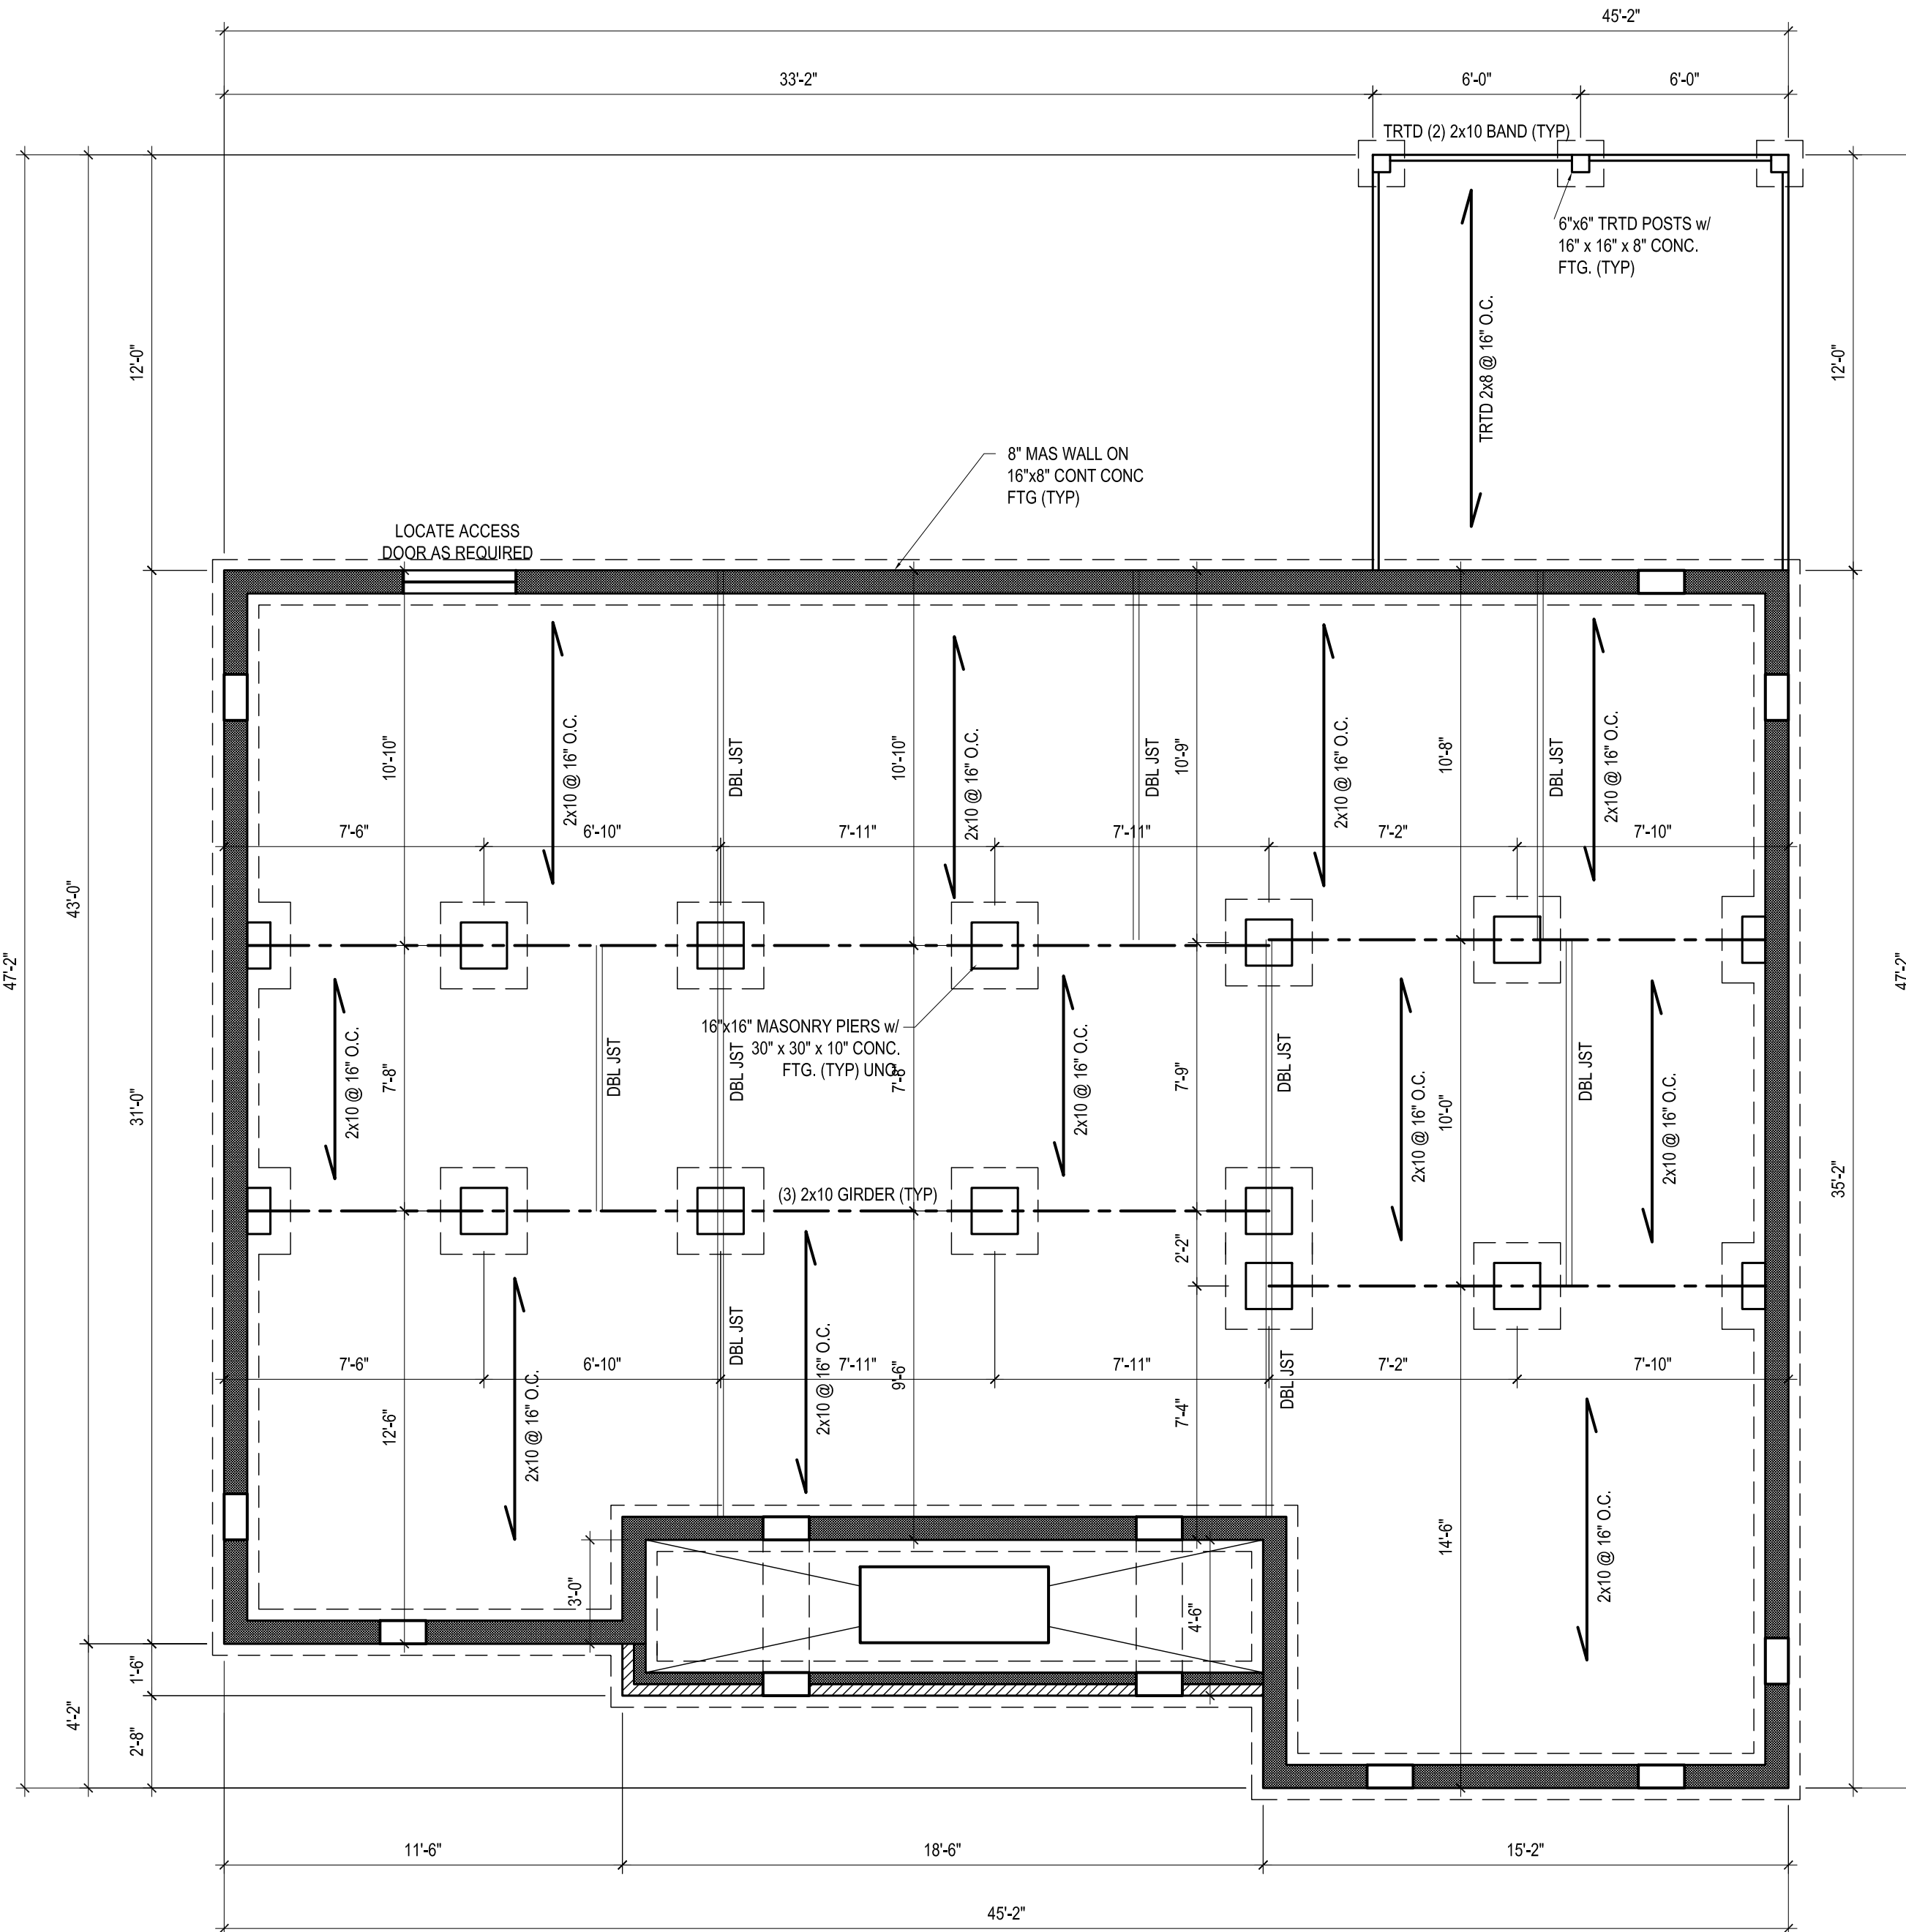 45'-2"
33'-2"
6'-0"
6'-0"
TRTD (2) 2x10 BAND (TYP)
6"x6" TRTD POSTS w/
16" x 16" x 8" CONC.
FTG. (TYP)
TRTD 2x8 @ 16" O.C.
12'-0"
12'-0"
8" MAS WALL ON
16"x8" CONT CONC
FTG (TYP)
LOCATE ACCESS
DOOR AS REQUIRED
47'-2"
43'-0"
31'-0"
47'-2"
35'-2"
10'-10"
2x10 @ 16" O.C.
DBL JST
10'-10"
2x10 @ 16" O.C.
DBL JST
10'-9"
2x10 @ 16" O.C.
10'-8"
DBL JST
2x10 @ 16" O.C.
7'-6"
6'-10"
7'-11"
7'-11"
7'-2"
7'-10"
16"x16" MASONRY PIERS w/
30" x 30" x 10" CONC.
FTG. (TYP) UNO.
2x10 @ 16" O.C.
7'-8"
DBL JST
DBL JST
7'-8"
2x10 @ 16" O.C.
7'-9"
DBL JST
2x10 @ 16" O.C.
10'-0"
DBL JST
2x10 @ 16" O.C.
(3) 2x10 GIRDER (TYP)
2'-2"
7'-6"
6'-10"
7'-11"
7'-11"
7'-2"
7'-10"
12'-6"
2x10 @ 16" O.C.
DBL JST
2x10 @ 16" O.C.
9'-6"
7'-4"
DBL JST
14'-6"
2x10 @ 16" O.C.
3'-0"
4'-6"
1'-6"
4'-2"
2'-8"
11'-6"
18'-6"
15'-2"
45'-2"